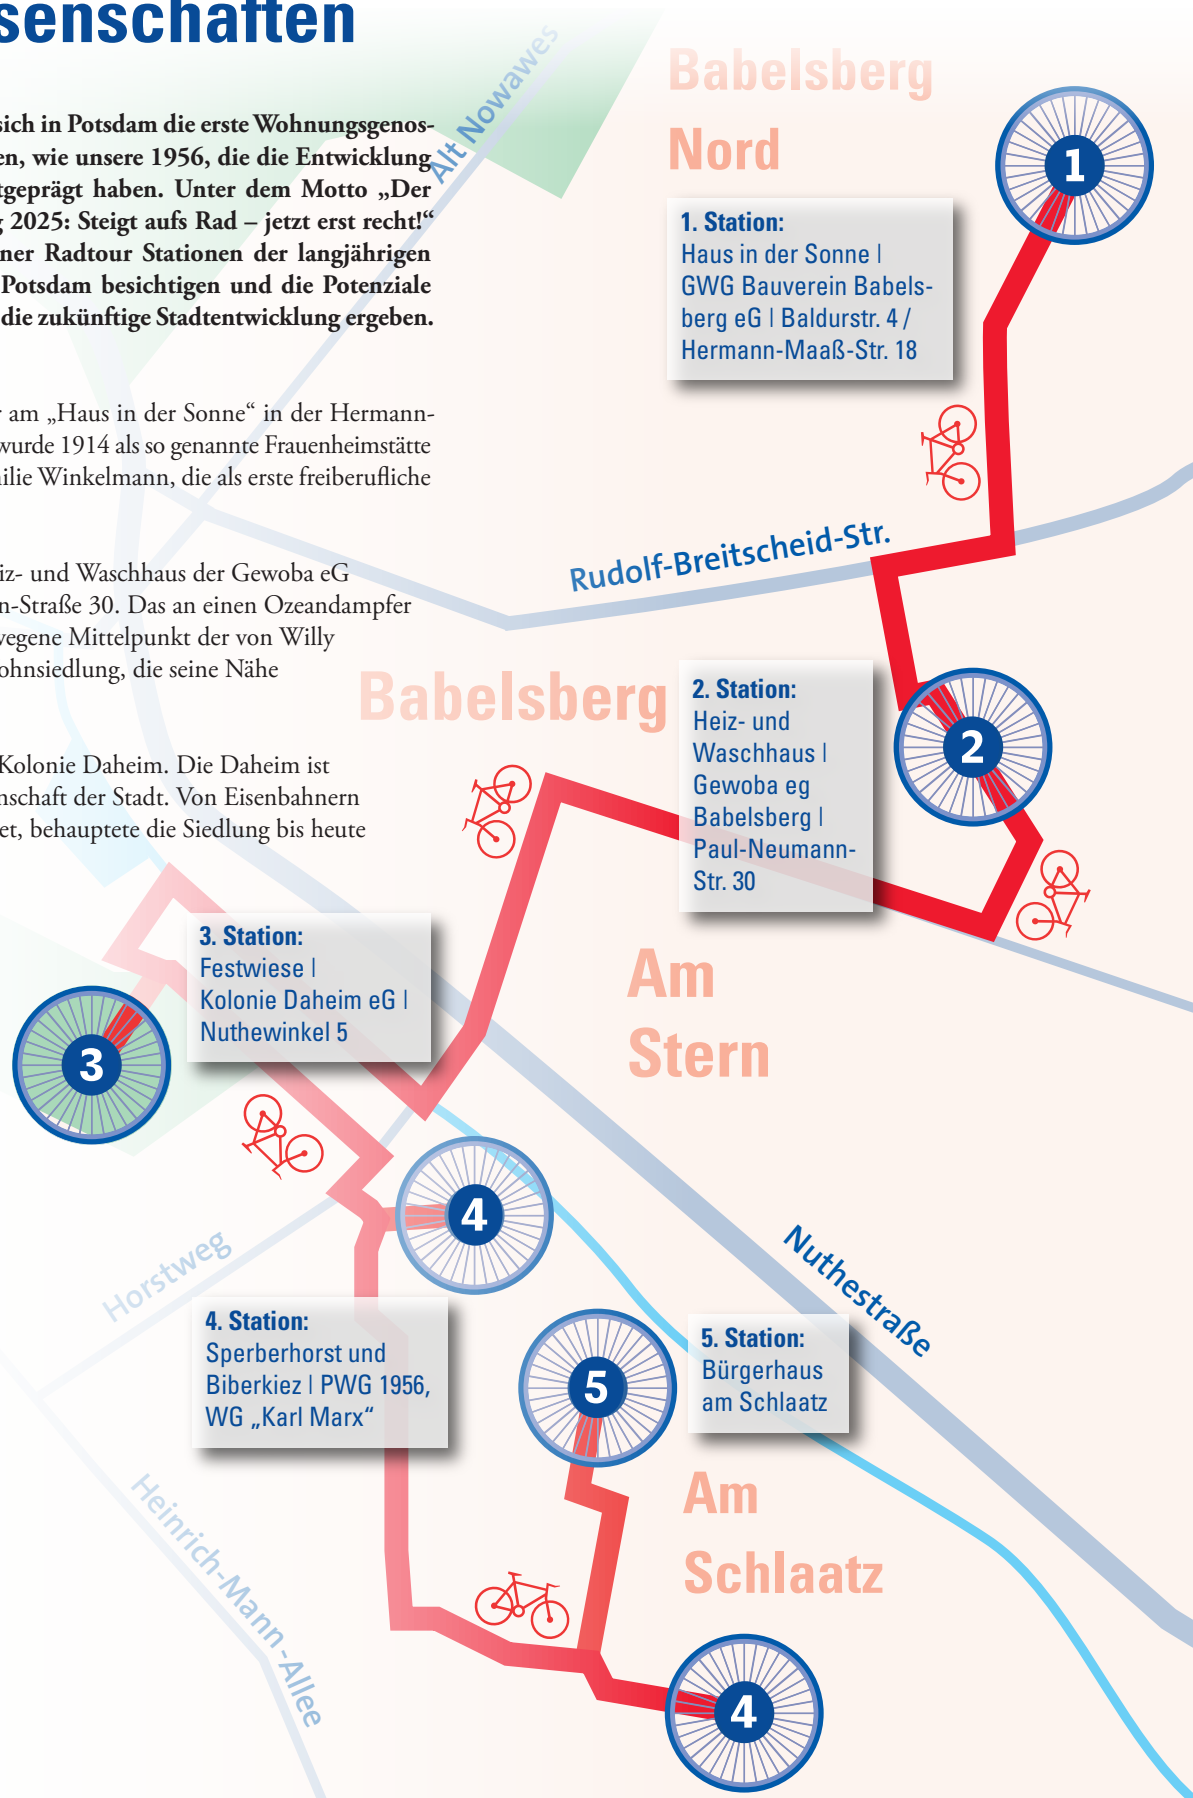 senschaften
sich in Potsdam die erste Wohnungsgenos-
en, wie unsere 1956, die die Entwicklung
tgeprägt haben. Unter dem Motto „Der
g 2025: Steigt aufs Rad – jetzt erst recht!“
ner Radtour Stationen der langjährigen
Potsdam besichtigen und die Potenziale
die zukünftige Stadtentwicklung ergeben.
r am „Haus in der Sonne“ in der Hermann-
wurde 1914 als so genannte Frauenheimstätte
nilie Winkelmann, die als erste freiberufliche
iz- und Waschhaus der Gewoba eG
n-Straße 30. Das an einen Ozeandampfer
wegene Mittelpunkt der von Willy
ohnsiedlung, die seine Nähe
Kolonie Daheim. Die Daheim ist
nschaft der Stadt. Von Eisenbahnern
et, behauptete die Siedlung bis heute
Alt Nowawes
Babelsberg
Nord
1
1. Station:
Haus in der Sonne |
GWG Bauverein Babels-
berg eG | Baldurstr. 4 /
Hermann-Maaß-Str. 18
Rudolf-Breitscheid-Str.
Babelsberg
2. Station:
Heiz- und
Waschhaus |
Gewoba eg
Babelsberg |
Paul-Neumann-
Str. 30
2
3. Station:
Festwiese |
Kolonie Daheim eG |
Nuthewinkel 5
3
Am
Stern
4
Horstweg
Nuthestraße
4. Station:
Sperberhorst und
Biberkiez | PWG 1956,
WG „Karl Marx“
5
5. Station:
Bürgerhaus
am Schlaatz
Am
Schlaatz
Heinrich-Mann-Allee
4